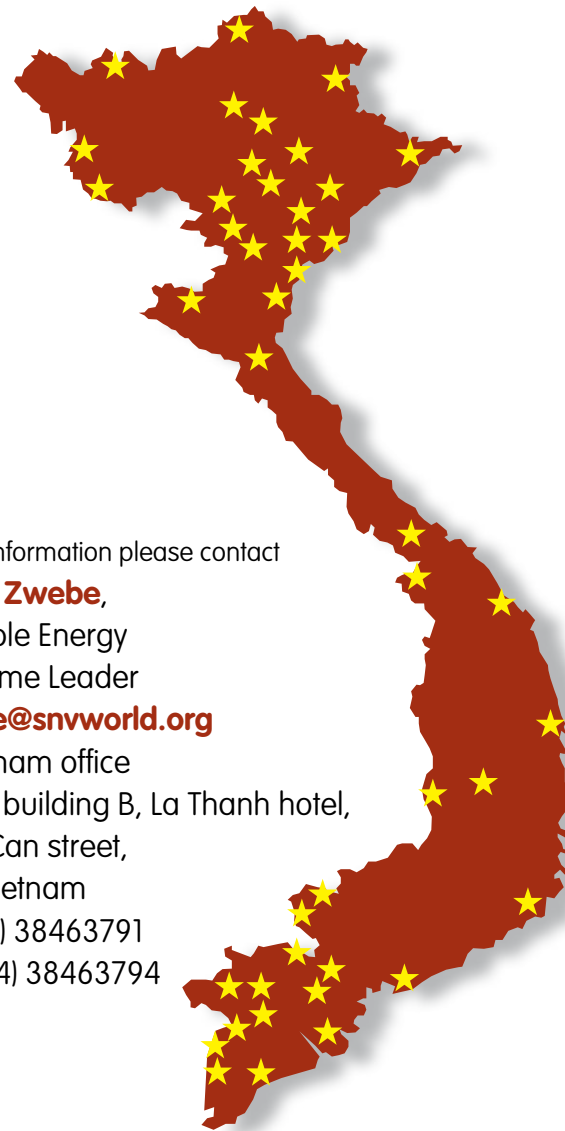 nformation please contact
Zwebe,
ble Energy
me Leader
e@snvworld.org
nam office
building B, La Thanh hotel,
Can street,
etnam
) 38463791
4) 38463794